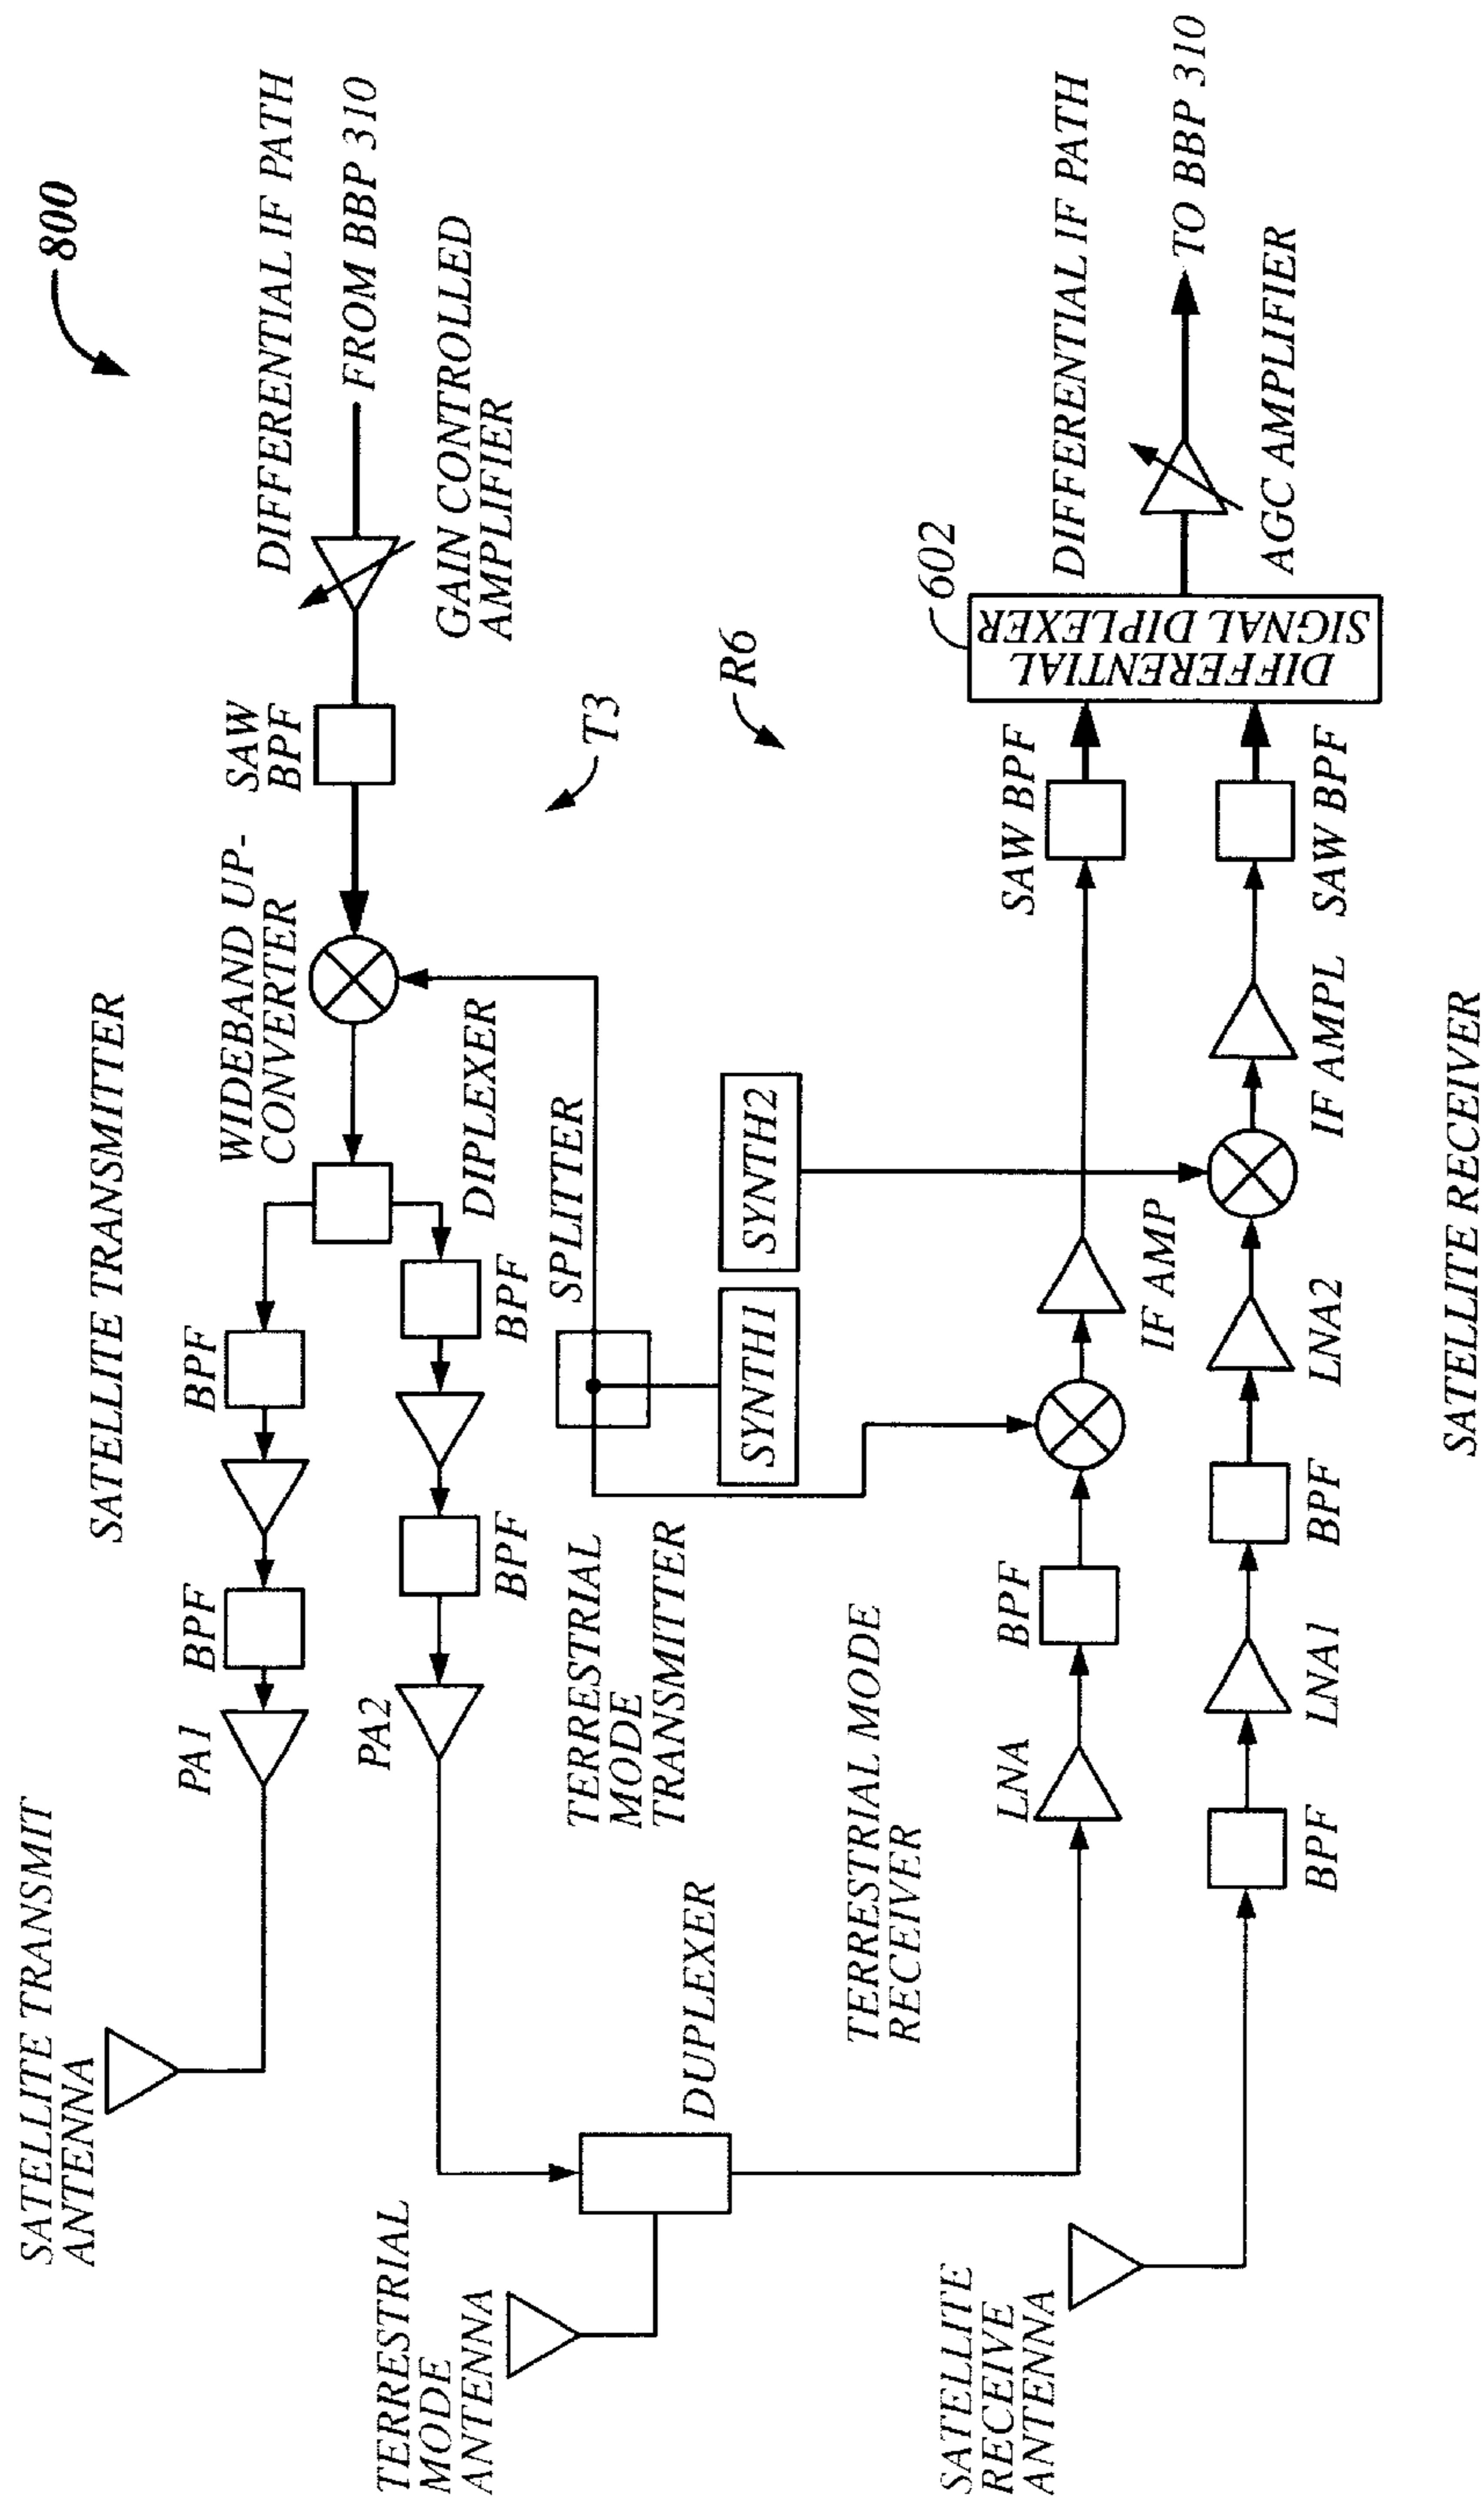 800
SATELLITE TRANSMIT
ANTENNA
SATELLITE TRANSMITTER
PA1
BPF
BPF
WIDEBAND UP-
CONVERTER
SAW
BPF
DIFFERENTIAL IF PATH
FROM BBP 310
GAIN CONTROLLED
AMPLIFIER
PA2
BPF
BPF
DIPLEXER
TERRESTRIAL
MODE
ANTENNA
TERRESTRIAL
MODE
TRANSMITTER
SPLITTER
T3
DUPLEXER
SYNTH1
SYNTH2
R6
TERRESTRIAL MODE
RECEIVER
602
SATELLITE
RECEIVE
ANTENNA
LNA
BPF
IF AMP
SAW BPF
DIFFERENTIAL
SIGNAL DIPLEXER
DIFFERENTIAL IF PATH
TO BBP 310
AGC AMPLIFIER
BPF
LNA1
BPF
LNA2
IF AMPL
SAW BPF
SATELLITE RECEIVER